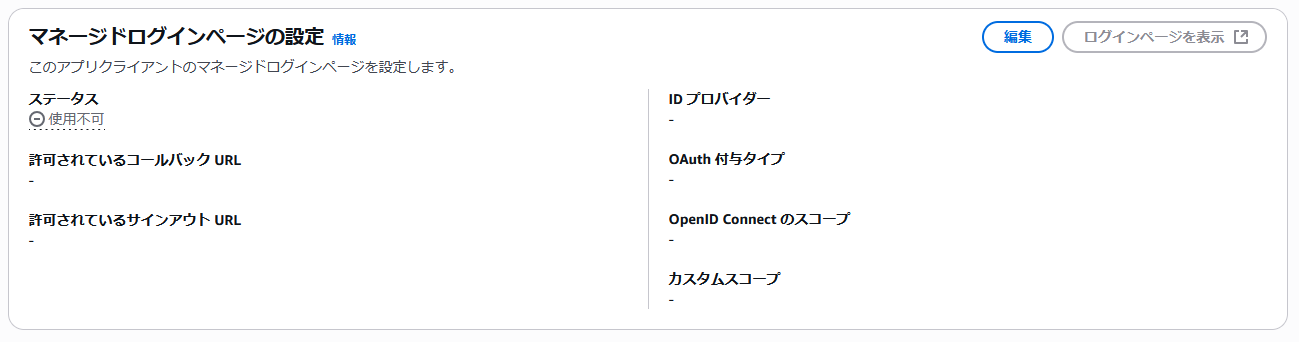 マネージドログインページの設定 情報
編集
ログインページを表示
このアプリクライアントのマネージドログインページを設定します。
ステータス
使用不可
許可されているコールバック URL
-
許可されているサインアウト URL
-
ID プロバイダー
-
OAuth 付与タイプ
-
OpenID Connect のスコープ
-
カスタムスコープ
-